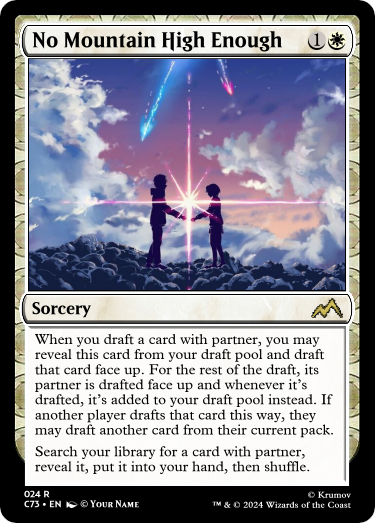 No Mountain High Enough 1
Sorcery
When you draft a card with partner, you may
reveal this card from your draft pool and draft
that card face up. For the rest of the draft, its
partner is drafted face up and whenever it's
drafted, it's added to your draft pool instead. If
another player drafts that card this way, they
may draft another card from their current pack.
Search your library for a card with partner,
reveal it, put it into your hand, then shuffle.
© Krumov
024 R
C73 • EN © YOUR NAME
™ & © 2024 Wizards of the Coast